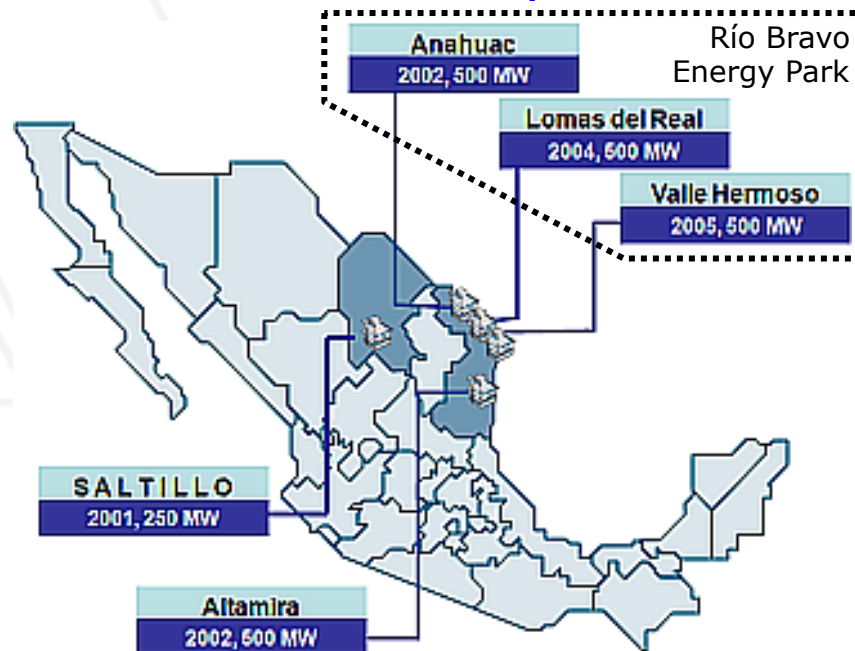 Anahuac
2002, 500 MW
Río Bravo
Energy Park
Lomas del Real
2004, 500 MW
Valle Hermoso
2005, 500 MW
SALTILLO
2001, 250 MW
Altamira
2002, 500 MW